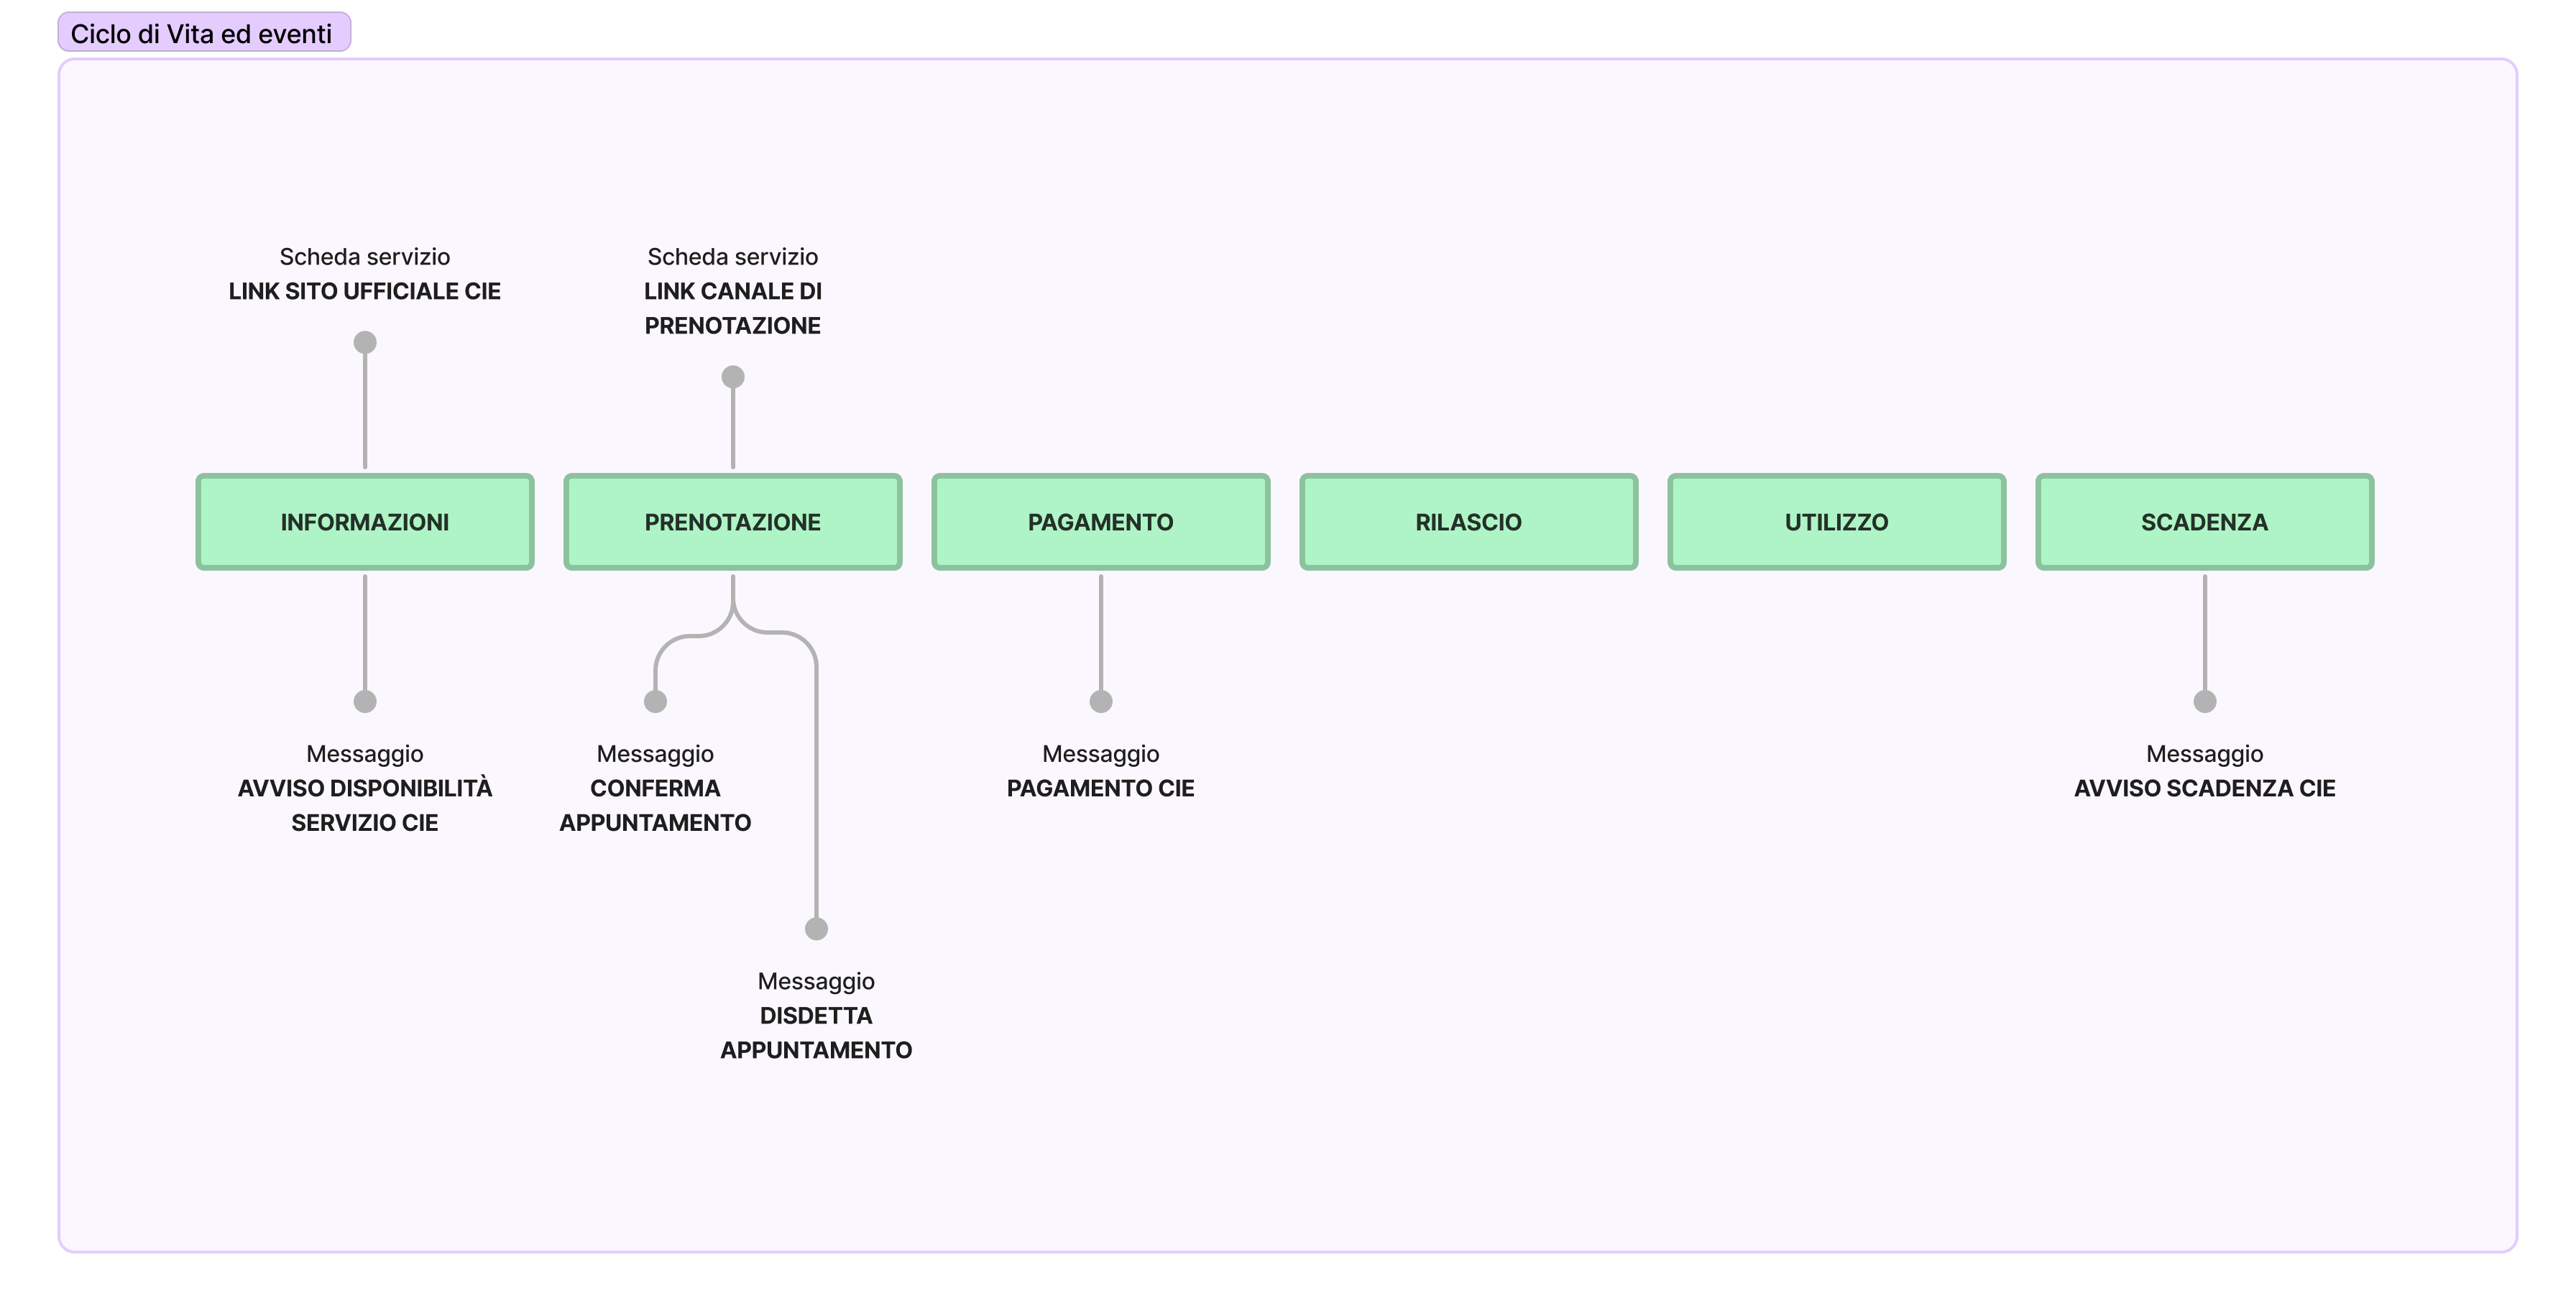 Ciclo di Vita ed eventi
Scheda servizio
LINK SITO UFFICIALE CIE
Scheda servizio
LINK CANALE DI
PRENOTAZIONE
INFORMAZIONI
PRENOTAZIONE
PAGAMENTO
RILASCIO
UTILIZZO
SCADENZA
Messaggio
AVVISO DISPONIBILITÀ
SERVIZIO CIE
Messaggio
CONFERMA
APPUNTAMENTO
Messaggio
DISDETTA
APPUNTAMENTO
Messaggio
PAGAMENTO CIE
Messaggio
AVVISO SCADENZA CIE